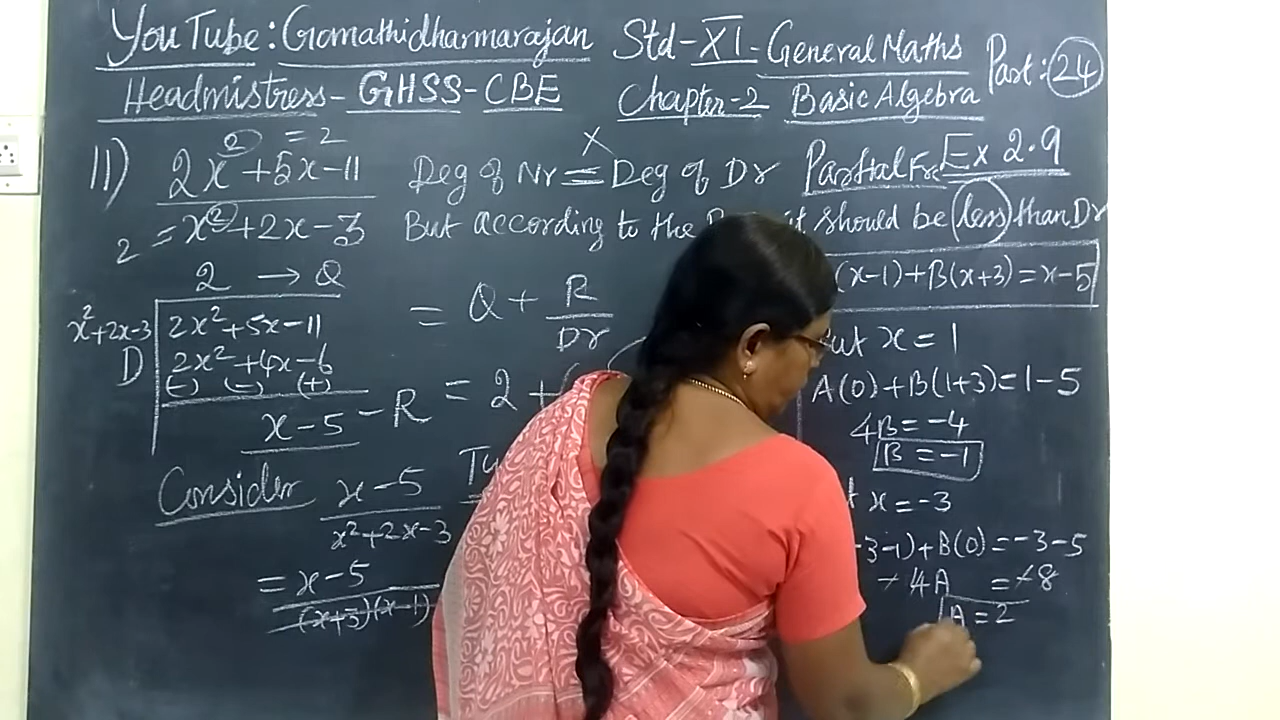 YouTube: Gomathidharmarajan
Headmistress - GHSS - CBE
Std - XI - General Maths
Chapter - 2 Basic Algebra
Part: 24
Ex 2.9
11) 2x² + 5x - 11
= 2
x² + 2x - 3
2 =
Deg of Nr = Deg of Dr
X
But according to the it should be less than Dr
2 → Q
x² + 2x - 3
D
2x² + 5x - 11
2x² + 4x - 6
(-) (-) (+)
x - 5 - R
= Q + R
Dr
= 2 +
Consider x - 5
x² + 2x - 3
= x - 5
(x+3)(x-1)
(x-1) + B(x+3) = x-5
x = 1
A(0) + B(1+3) = 1 - 5
4B = -4
B = -1
x = -3
-3-1) + B(0) = -3-5
-4A = -8
A = 2